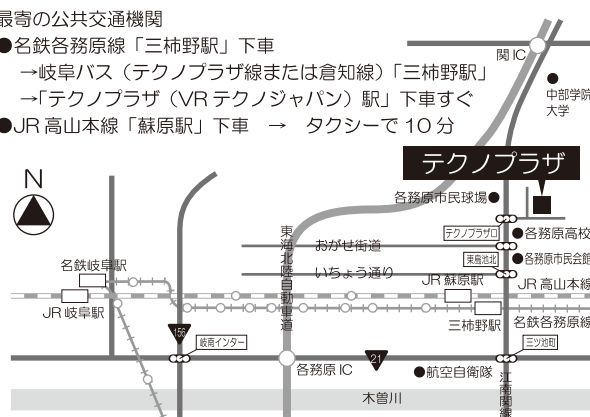 最寄の公共交通機関
●名鉄各務原線「三柿野駅」下車
→岐阜バス（テクノプラザ線または倉知線）「三柿野駅」
→「テクノプラザ（VRテクノジャパン）駅」下車すぐ
●JR高山本線「蘇原駅」下車　→　タクシーで10分
関IC
中部学院
大学
テクノプラザ
N
各務原市民球場
テクノプラザ口
各務原高校
東海北陸自動車道
おがせ街道
東島池北
各務原市民会館
いちょう通り
名鉄岐阜駅
JR蘇原駅
JR高山本線
JR岐阜駅
三柿野駅
名鉄各務原線
156
岐南インター
三ツ池町
各務原IC
21
航空自衛隊
江南関線
木曽川